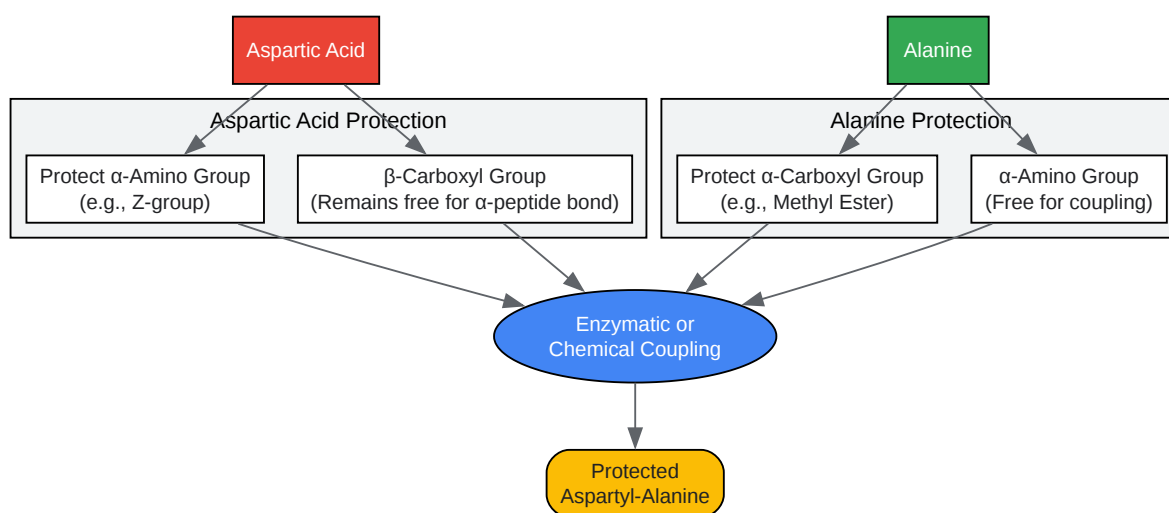 Aspartic Acid
Alanine
Aspartic Acid Protection
Alanine Protection
Protect α-Amino Group
(e.g., Z-group)
β-Carboxyl Group
(Remains free for α-peptide bond)
Protect α-Carboxyl Group
(e.g., Methyl Ester)
α-Amino Group
(Free for coupling)
Enzymatic or
Chemical Coupling
Protected
Aspartyl-Alanine